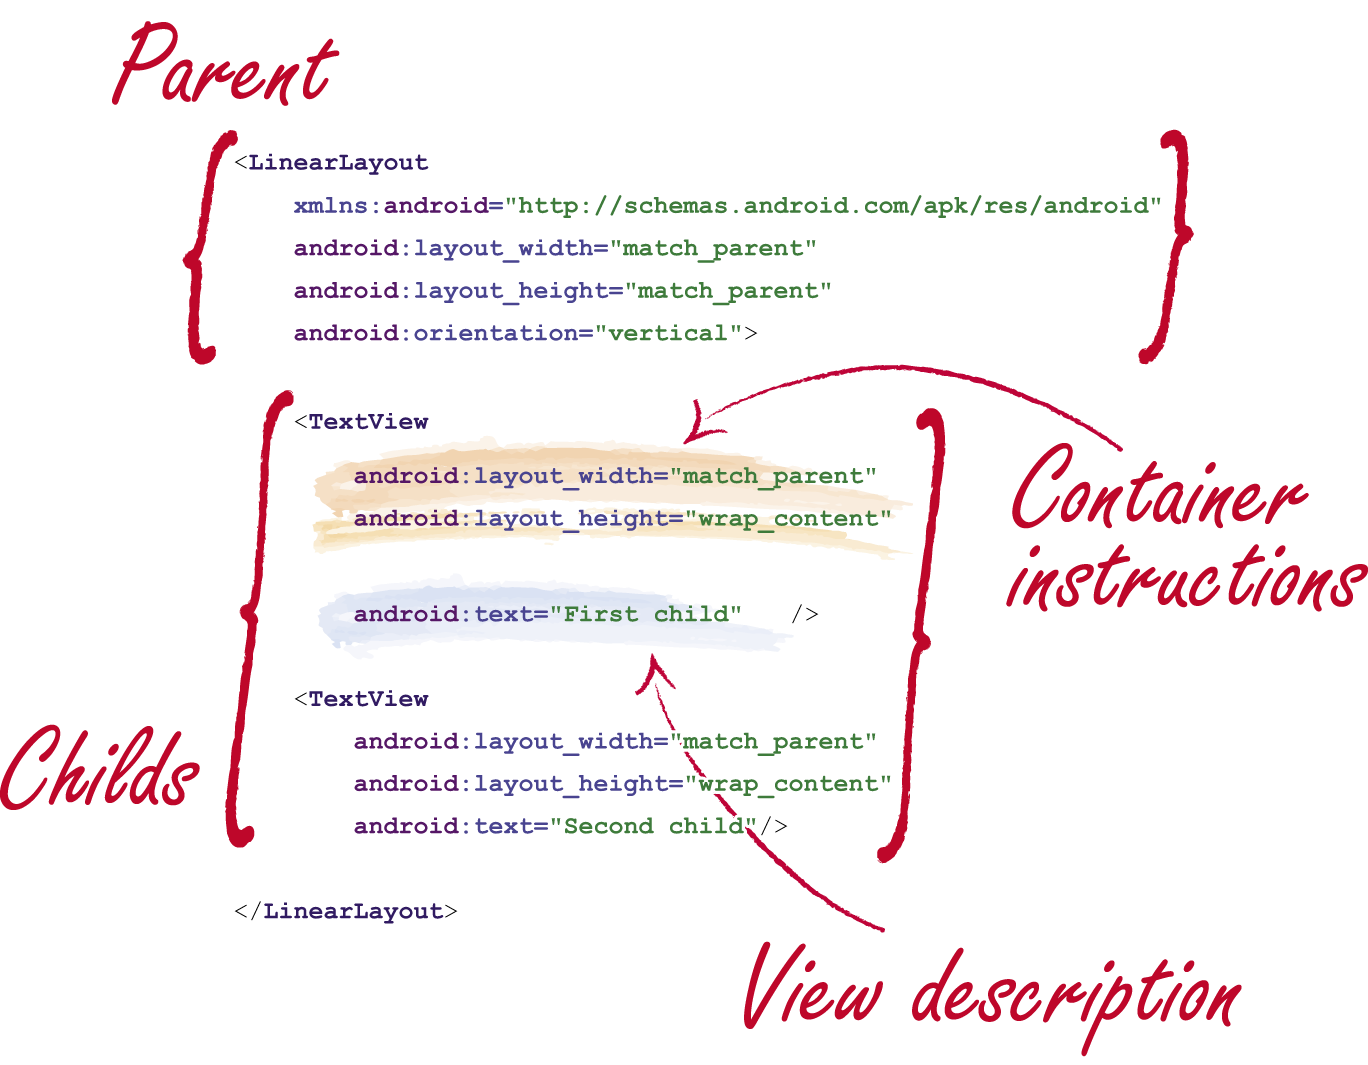 Parent
<LinearLayout
xmlns:android="http://schemas.android.com/apk/res/android"
android:layout_width="match_parent"
android:layout_height="match_parent"
android:orientation="vertical">
<TextView
android:layout_width="match_parent"
android:layout_height="wrap_content"
Container
instructions
android:text="First child" />
<TextView
android:layout_width="match_parent"
Childs
android:layout_height="wrap_content"
android:text="Second child"/>
</LinearLayout>
View description